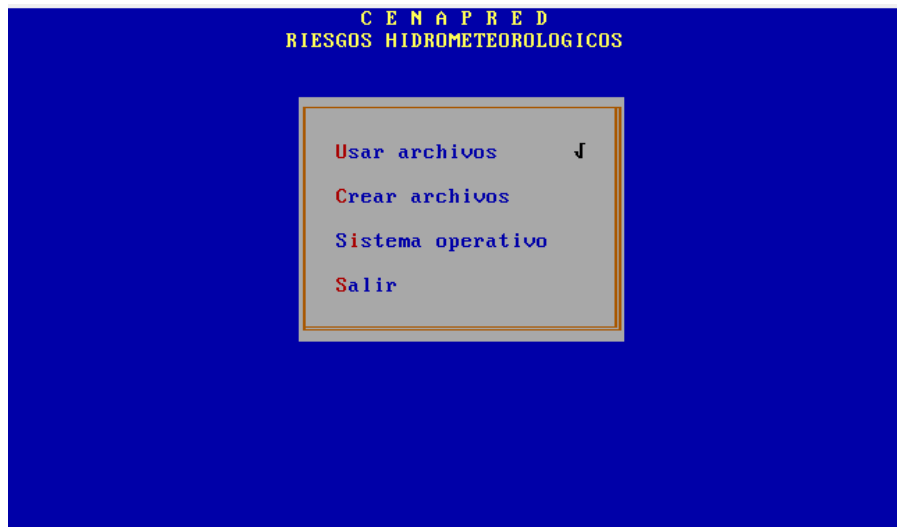 C E N A P R E D
RIESGOS HIDROMETEOROLOGICOS
Usar archivos √
Crear archivos
Sistema operativo
Salir